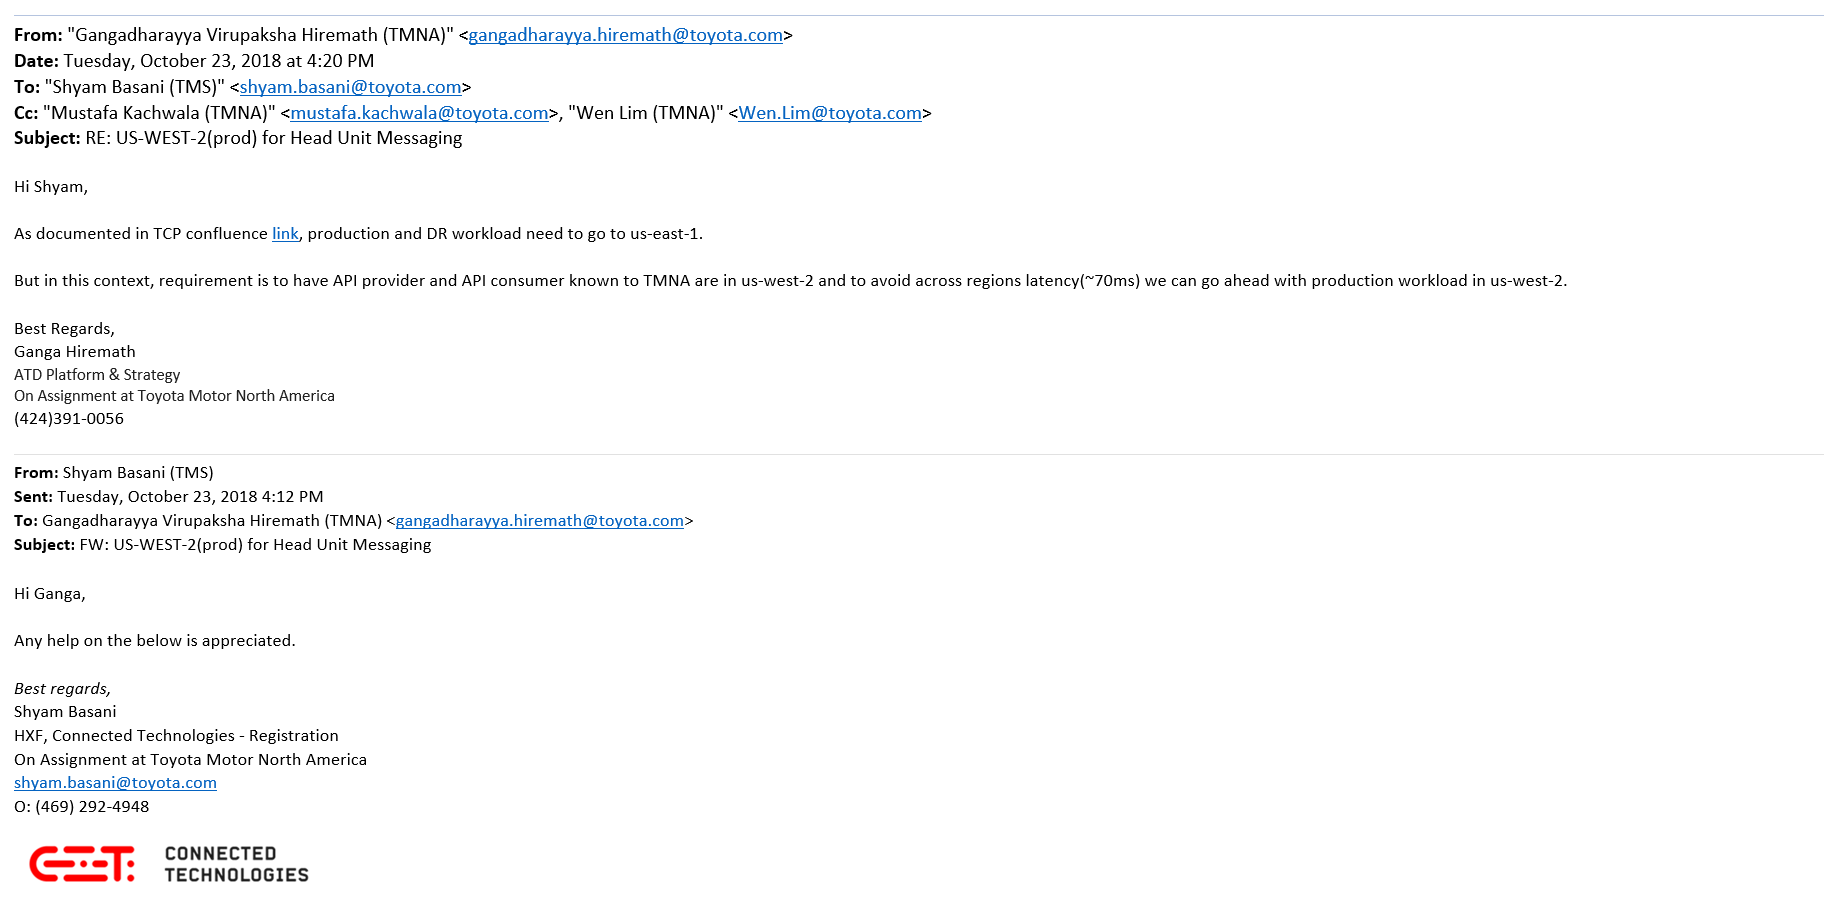 From: "Gangadharayya Virupaksha Hiremath (TMNA)" <gangadharayya.hiremath@toyota.com>
Date: Tuesday, October 23, 2018 at 4:20 PM
To: "Shyam Basani (TMS)" <shyam.basani@toyota.com>
Cc: "Mustafa Kachwala (TMNA)" <mustafa.kachwala@toyota.com>, "Wen Lim (TMNA)" <Wen.Lim@toyota.com>
Subject: RE: US-WEST-2(prod) for Head Unit Messaging
Hi Shyam,
As documented in TCP confluence link, production and DR workload need to go to us-east-1.
But in this context, requirement is to have API provider and API consumer known to TMNA are in us-west-2 and to avoid across regions latency(~70ms) we can go ahead with production workload in us-west-2.
Best Regards,
Ganga Hiremath
ATD Platform & Strategy
On Assignment at Toyota Motor North America
(424)391-0056
From: Shyam Basani (TMS)
Sent: Tuesday, October 23, 2018 4:12 PM
To: Gangadharayya Virupaksha Hiremath (TMNA) <gangadharayya.hiremath@toyota.com>
Subject: FW: US-WEST-2(prod) for Head Unit Messaging
Hi Ganga,
Any help on the below is appreciated.
Best regards,
Shyam Basani
HXF, Connected Technologies - Registration
On Assignment at Toyota Motor North America
shyam.basani@toyota.com
O: (469) 292-4948
CONNECTED
TECHNOLOGIES